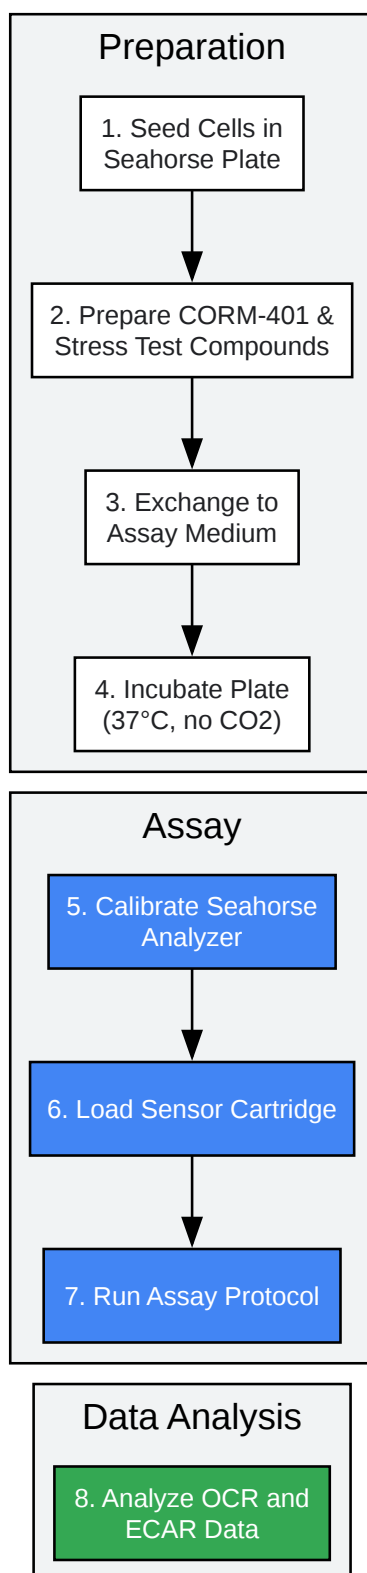 Preparation
1. Seed Cells in
Seahorse Plate
2. Prepare CORM-401 &
Stress Test Compounds
3. Exchange to
Assay Medium
4. Incubate Plate
(37°C, no CO2)
Assay
5. Calibrate Seahorse
Analyzer
6. Load Sensor Cartridge
7. Run Assay Protocol
Data Analysis
8. Analyze OCR and
ECAR Data